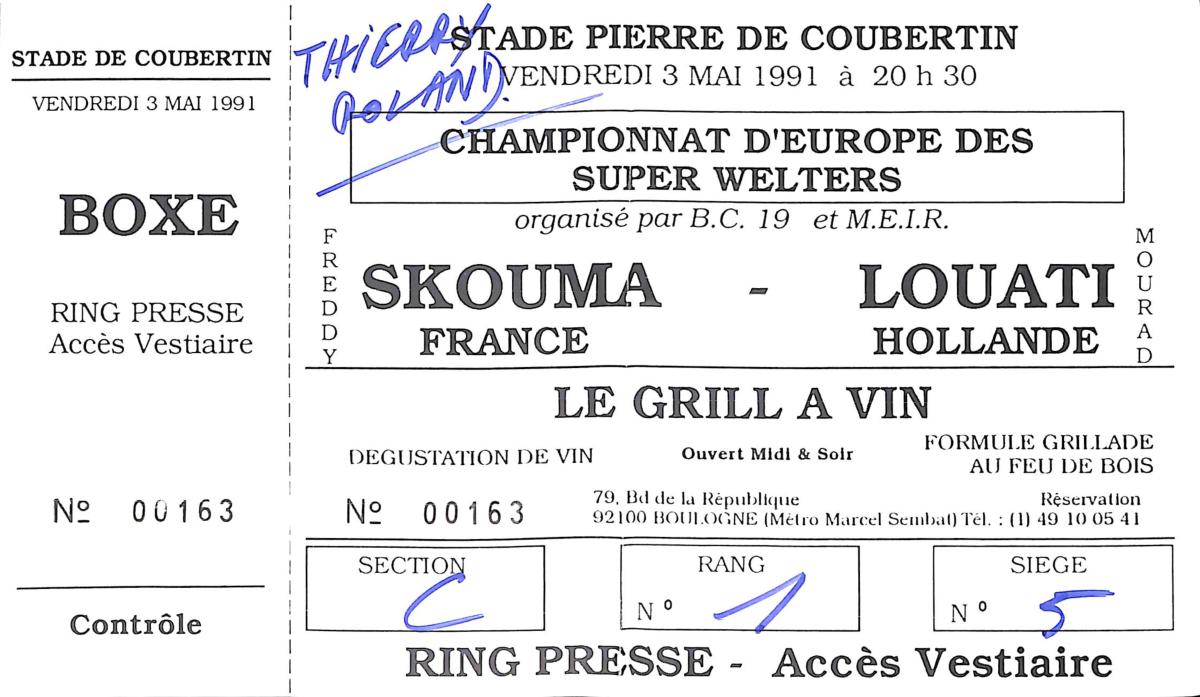 STADE DE COUBERTIN
VENDREDI 3 MAI 1991
BOXE
RING PRESSE
Accès Vestiaire
Nº 00163
Contrôle
THIERRY
ROLAND.
STADE PIERRE DE COUBERTIN
VENDREDI 3 MAI 1991 à 20 h 30
CHAMPIONNAT D'EUROPE DES
SUPER WELTERS
organisé par B.C. 19 et M.E.I.R.
FREDDY
SKOUMA - LOUATI
FRANCE HOLLANDE
MOURAD
LE GRILL A VIN
DEGUSTATION DE VIN
Ouvert Midi & Soir
FORMULE GRILLADE
AU FEU DE BOIS
Nº 00163
79, Bd de la République Réservation
92100 BOULOGNE (Métro Marcel Sembat) Tél. : (1) 49 10 05 41
SECTION
C
RANG
Nº 1
SIEGE
Nº 5
RING PRESSE - Accès Vestiaire